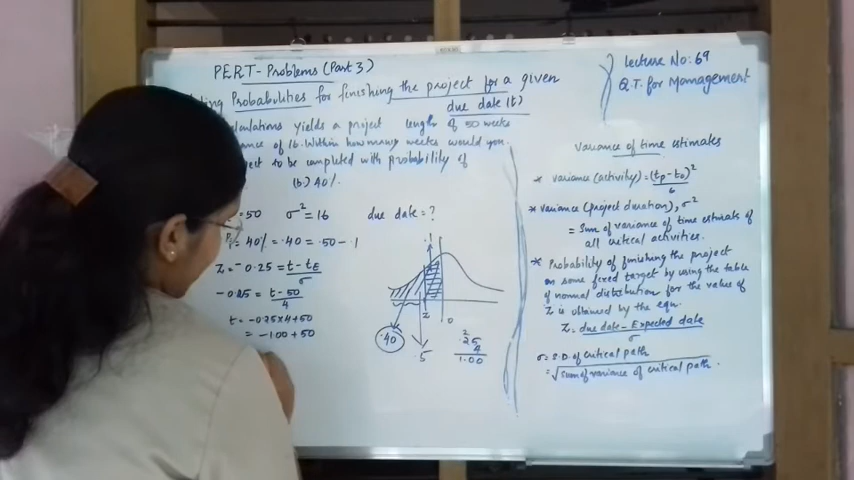 PERT-Problems (Part 3)
Probabilities for finishing the project for a given
due date (t)
yields a project length of 50 weeks
of 16. Within how many weeks would you
to be completed with probability of
(b.) 40%.
=50 σ²=16 due date=?
=40%=.40=.50-.1
Z=-0.25=t-tE/σ
-0.25=t-50/4
t=-0.25x4+50
=-1.00+50
.1
Z
0
.40
.5
2
.25
4
1.00
Lecture No:69
Q.T. for Management
Variance of time estimates
* Variance (activity)=(tp-to/6)²
* Variance (project duration), σ²
= Sum of variance of time estimates of
all critical activities.
* Probability of finishing the project
on some fixed target by using the table
of normal distribution for the value of
Z is obtained by the eqn.
Z=due date-Expected date/σ
σ=S.D. of critical path
=√Sum of variance of critical path.